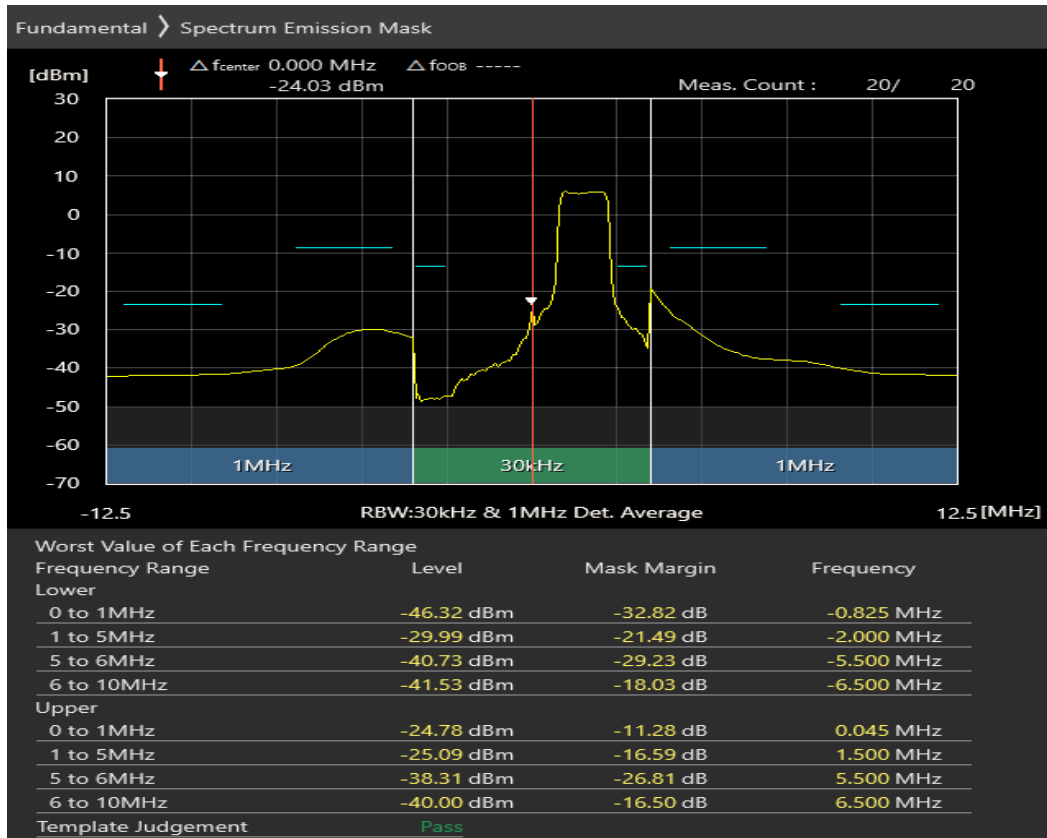 Fundamental 〉 Spectrum Emission Mask
[dBm] △ fcenter 0.000 MHz △ fOOB -----
-24.03 dBm Meas. Count : 20/ 20
30
20
10
0
-10
-20
-30
-40
-50
-60
-70
1MHz 30kHz 1MHz
-12.5 RBW:30kHz & 1MHz Det. Average 12.5 [MHz]
Worst Value of Each Frequency Range
Frequency Range Level Mask Margin Frequency
Lower
0 to 1MHz -46.32 dBm -32.82 dB -0.825 MHz
1 to 5MHz -29.99 dBm -21.49 dB -2.000 MHz
5 to 6MHz -40.73 dBm -29.23 dB -5.500 MHz
6 to 10MHz -41.53 dBm -18.03 dB -6.500 MHz
Upper
0 to 1MHz -24.78 dBm -11.28 dB 0.045 MHz
1 to 5MHz -25.09 dBm -16.59 dB 1.500 MHz
5 to 6MHz -38.31 dBm -26.81 dB 5.500 MHz
6 to 10MHz -40.00 dBm -16.50 dB 6.500 MHz
Template Judgement Pass